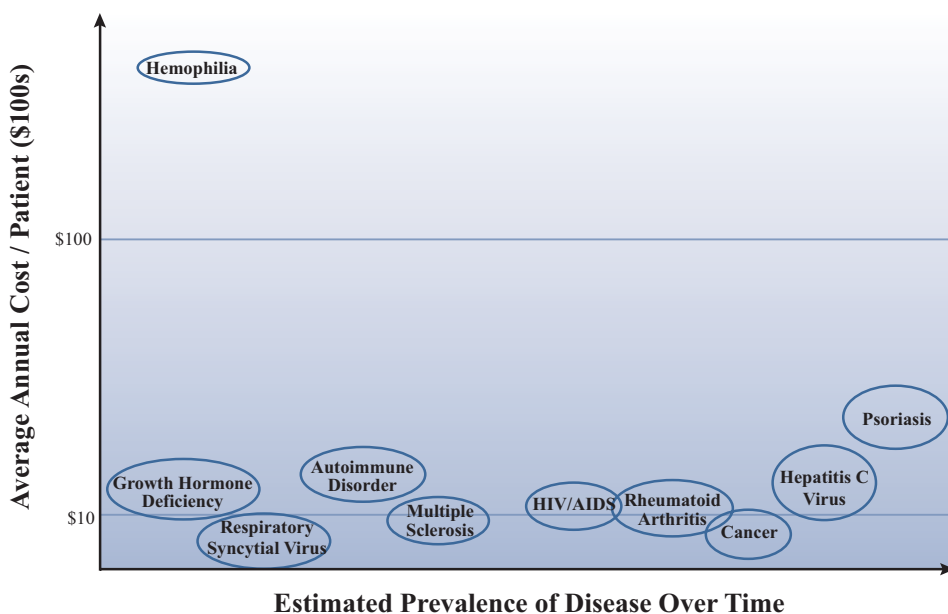 Average Annual Cost / Patient ($100s)
Hemophilia
$100
Psoriasis
Autoimmune
Disorder
Growth Hormone
Deficiency
Hepatitis C
Virus
HIV/AIDS
Rheumatoid
Arthritis
Multiple
Sclerosis
$10
Respiratory
Syncytial Virus
Cancer
Estimated Prevalence of Disease Over Time